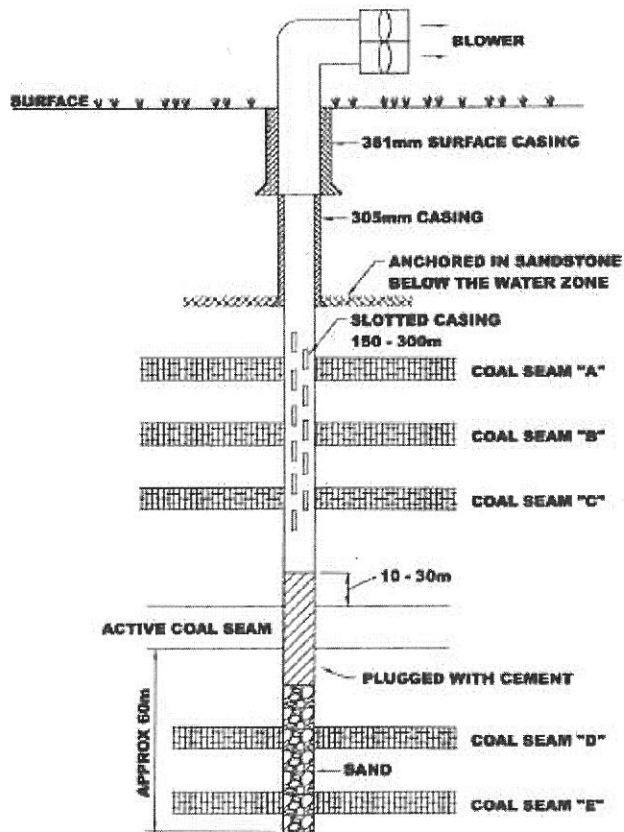 BLOWER
SURFACE
381mm SURFACE CASING
305mm CASING
ANCHORED IN SANDSTONE
BELOW THE WATER ZONE
SLOTTED CASING
150 - 300m
COAL SEAM "A"
COAL SEAM "B"
COAL SEAM "C"
10 - 30m
ACTIVE COAL SEAM
PLUGGED WITH CEMENT
APPROX 60m
COAL SEAM "D"
SAND
COAL SEAM "E"